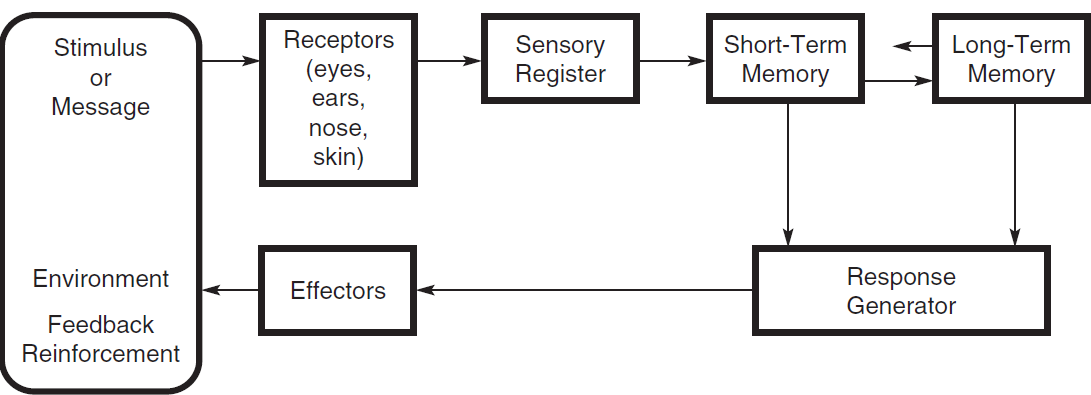 Stimulus
or
Message
Receptors
(eyes,
ears,
nose,
skin)
Sensory
Register
Short-Term
Memory
Long-Term
Memory
Environment
Feedback
Reinforcement
Effectors
Response
Generator